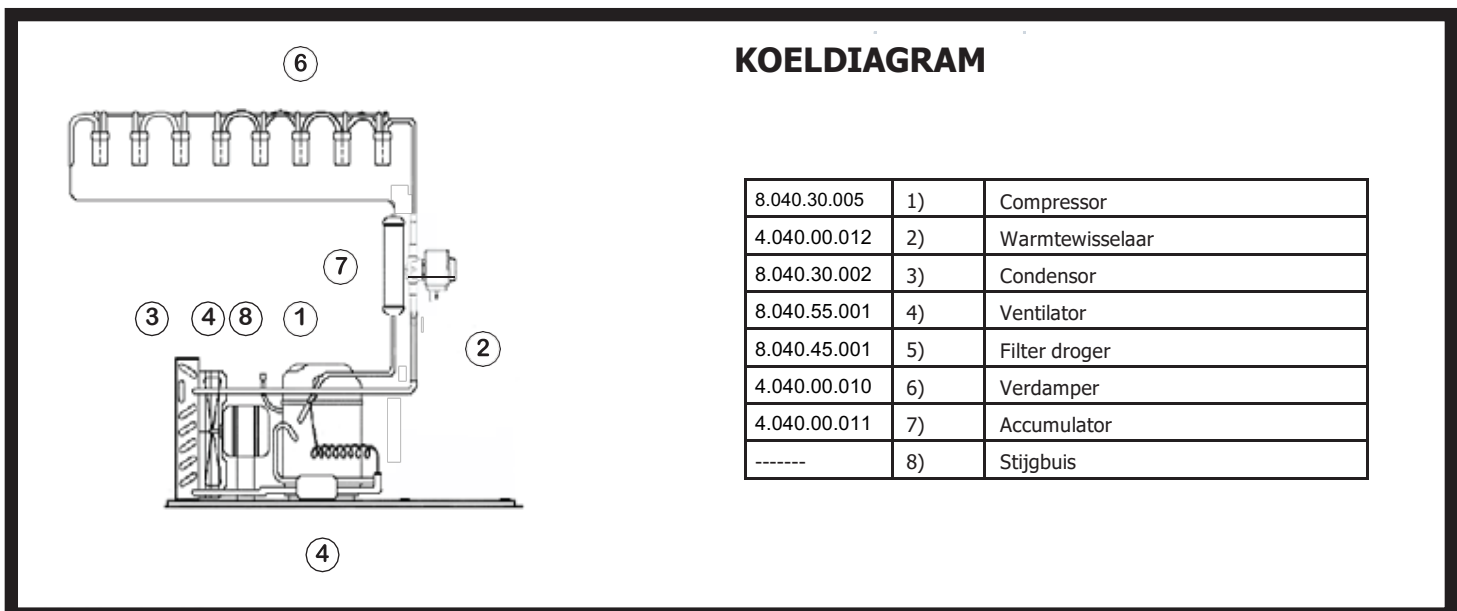 KOELDIAGRAM
6
7
3 4 8 1
2
4
8.040.30.005 1) Compressor
4.040.00.012 2) Warmtewisselaar
8.040.30.002 3) Condensor
8.040.55.001 4) Ventilator
8.040.45.001 5) Filter droger
4.040.00.010 6) Verdamper
4.040.00.011 7) Accumulator
------- 8) Stijgbuis